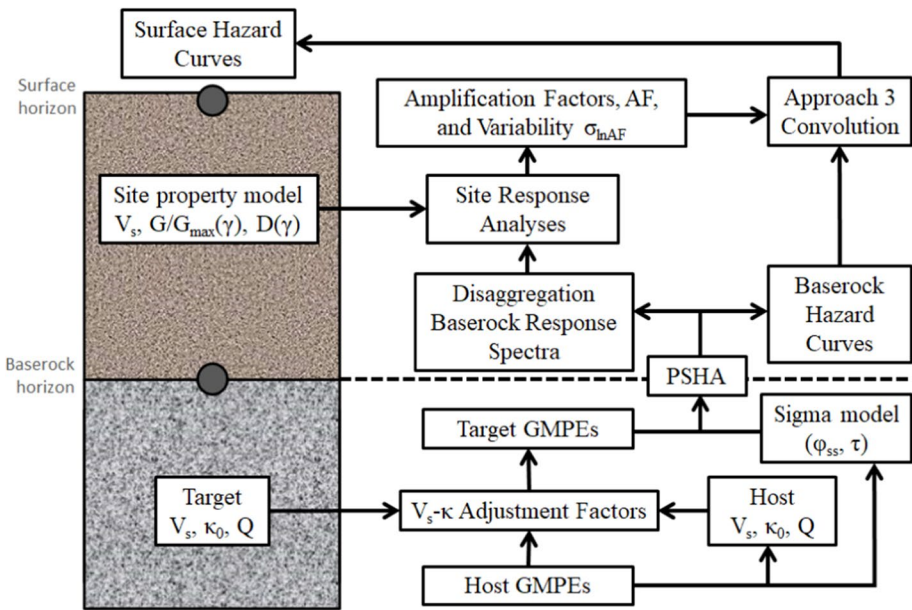 Surface Hazard
Curves
Surface
horizon
Amplification Factors, AF,
and Variability σlnAF
Approach 3
Convolution
Site property model
Vs, G/Gmax(γ), D(γ)
Site Response
Analyses
Disaggregation
Baserock Response
Spectra
Baserock
Hazard
Curves
Baserock
horizon
PSHA
Target GMPEs
Sigma model
(φss, τ)
Target
Vs, κ0, Q
Vs-κ Adjustment Factors
Host
Vs, κ0, Q
Host GMPEs